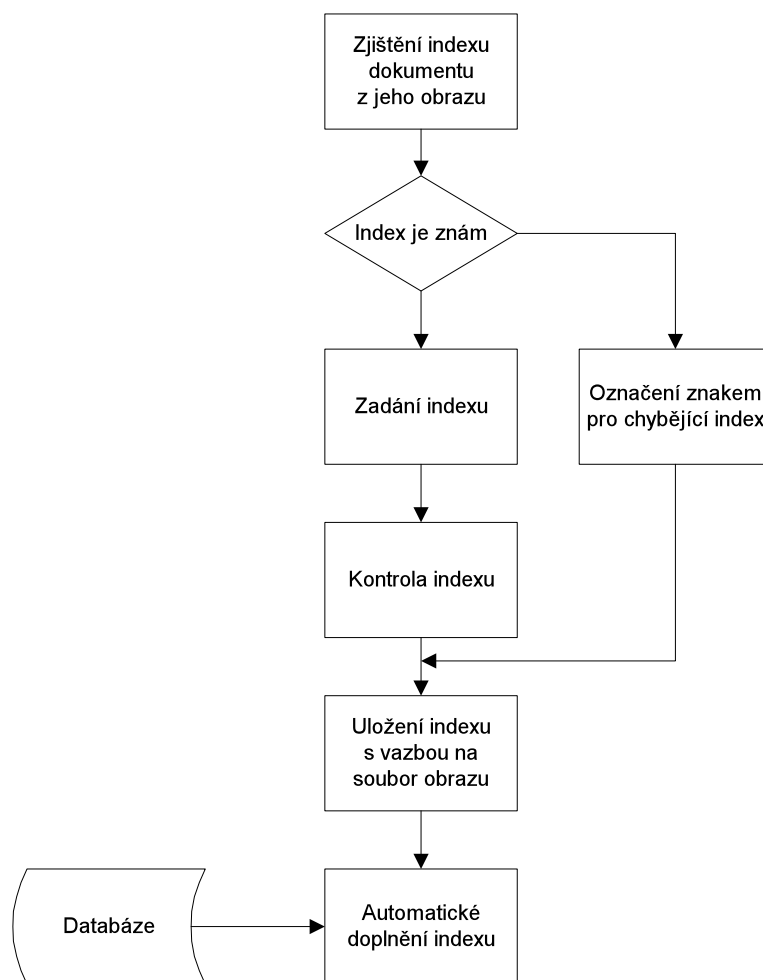 Zjištění indexu
dokumentu
z jeho obrazu
Index je znám
Zadání indexu
Označení znakem
pro chybějící index
Kontrola indexu
Uložení indexu
s vazbou na
soubor obrazu
Databáze
Automatické
doplnění indexu